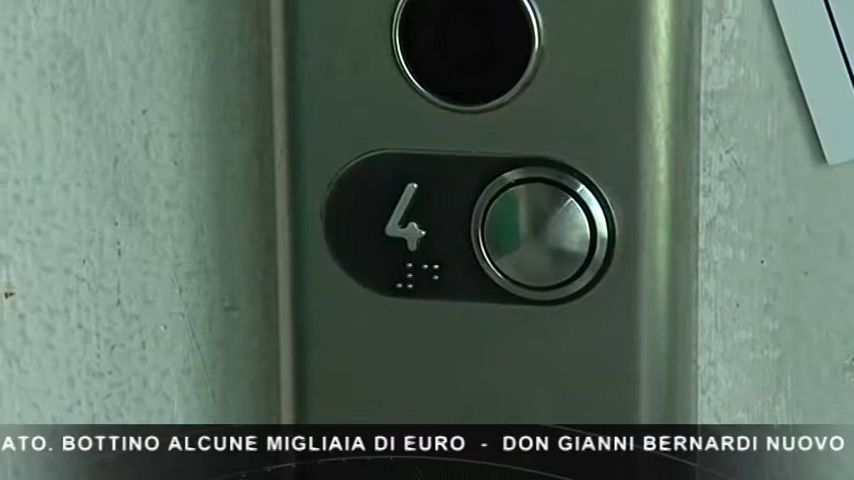 4
⠼⠙
ATO. BOTTINO ALCUNE MIGLIAIA DI EURO - DON GIANNI BERNARDI NUOVO